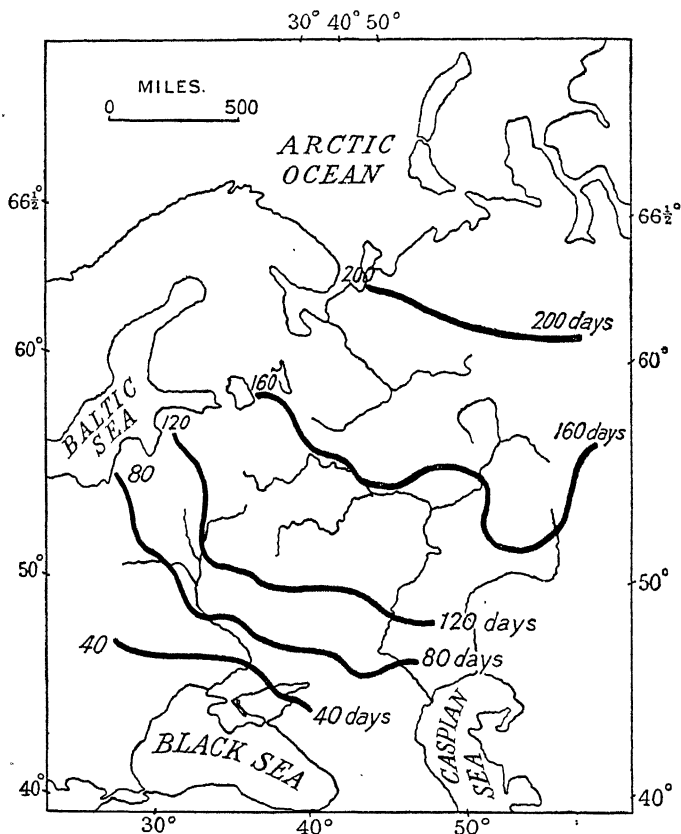 30° 40° 50°
MILES.
0 500
ARCTIC
OCEAN
66½° 66½°
200
200 days
60° 60°
160
BALTIC
SEA
120
160 days
80
50° 50°
120 days
40
80 days
40 days
BLACK SEA
CASPIAN
SEA
40° 40°
30° 40° 50°